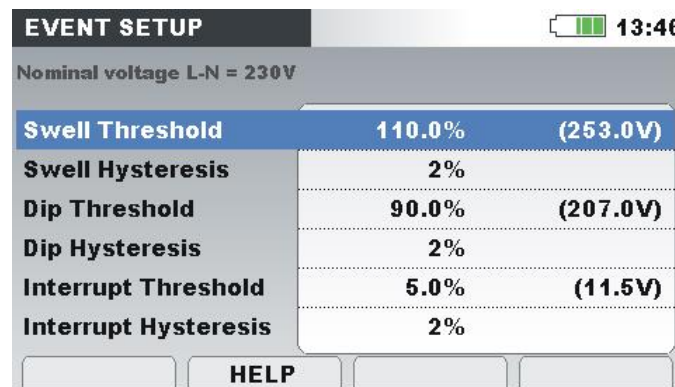 EVENT SETUP 13:46
Nominal voltage L-N = 230V
Swell Threshold 110.0% (253.0V)
Swell Hysteresis 2%
Dip Threshold 90.0% (207.0V)
Dip Hysteresis 2%
Interrupt Threshold 5.0% (11.5V)
Interrupt Hysteresis 2%
HELP